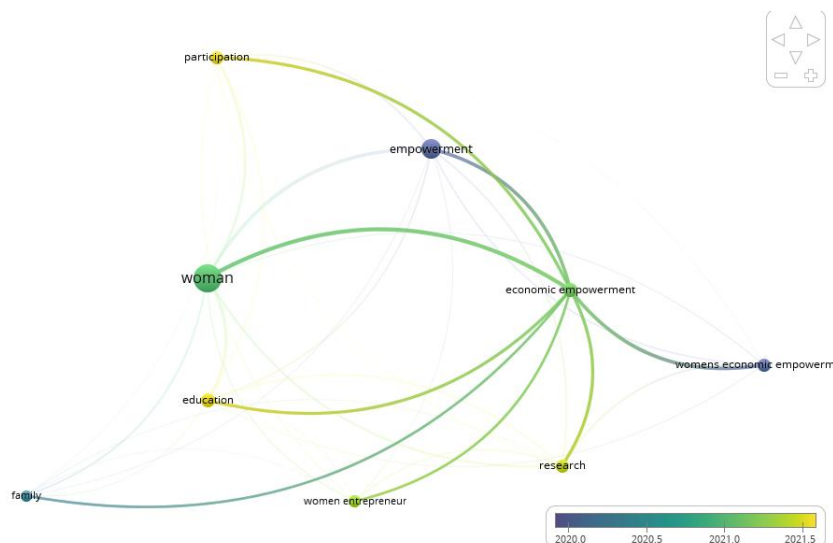 participation
empowerment
woman
economic empowerment
womens economic empowerm
education
research
family
women entrepreneur
2020.0 2020.5 2021.0 2021.5